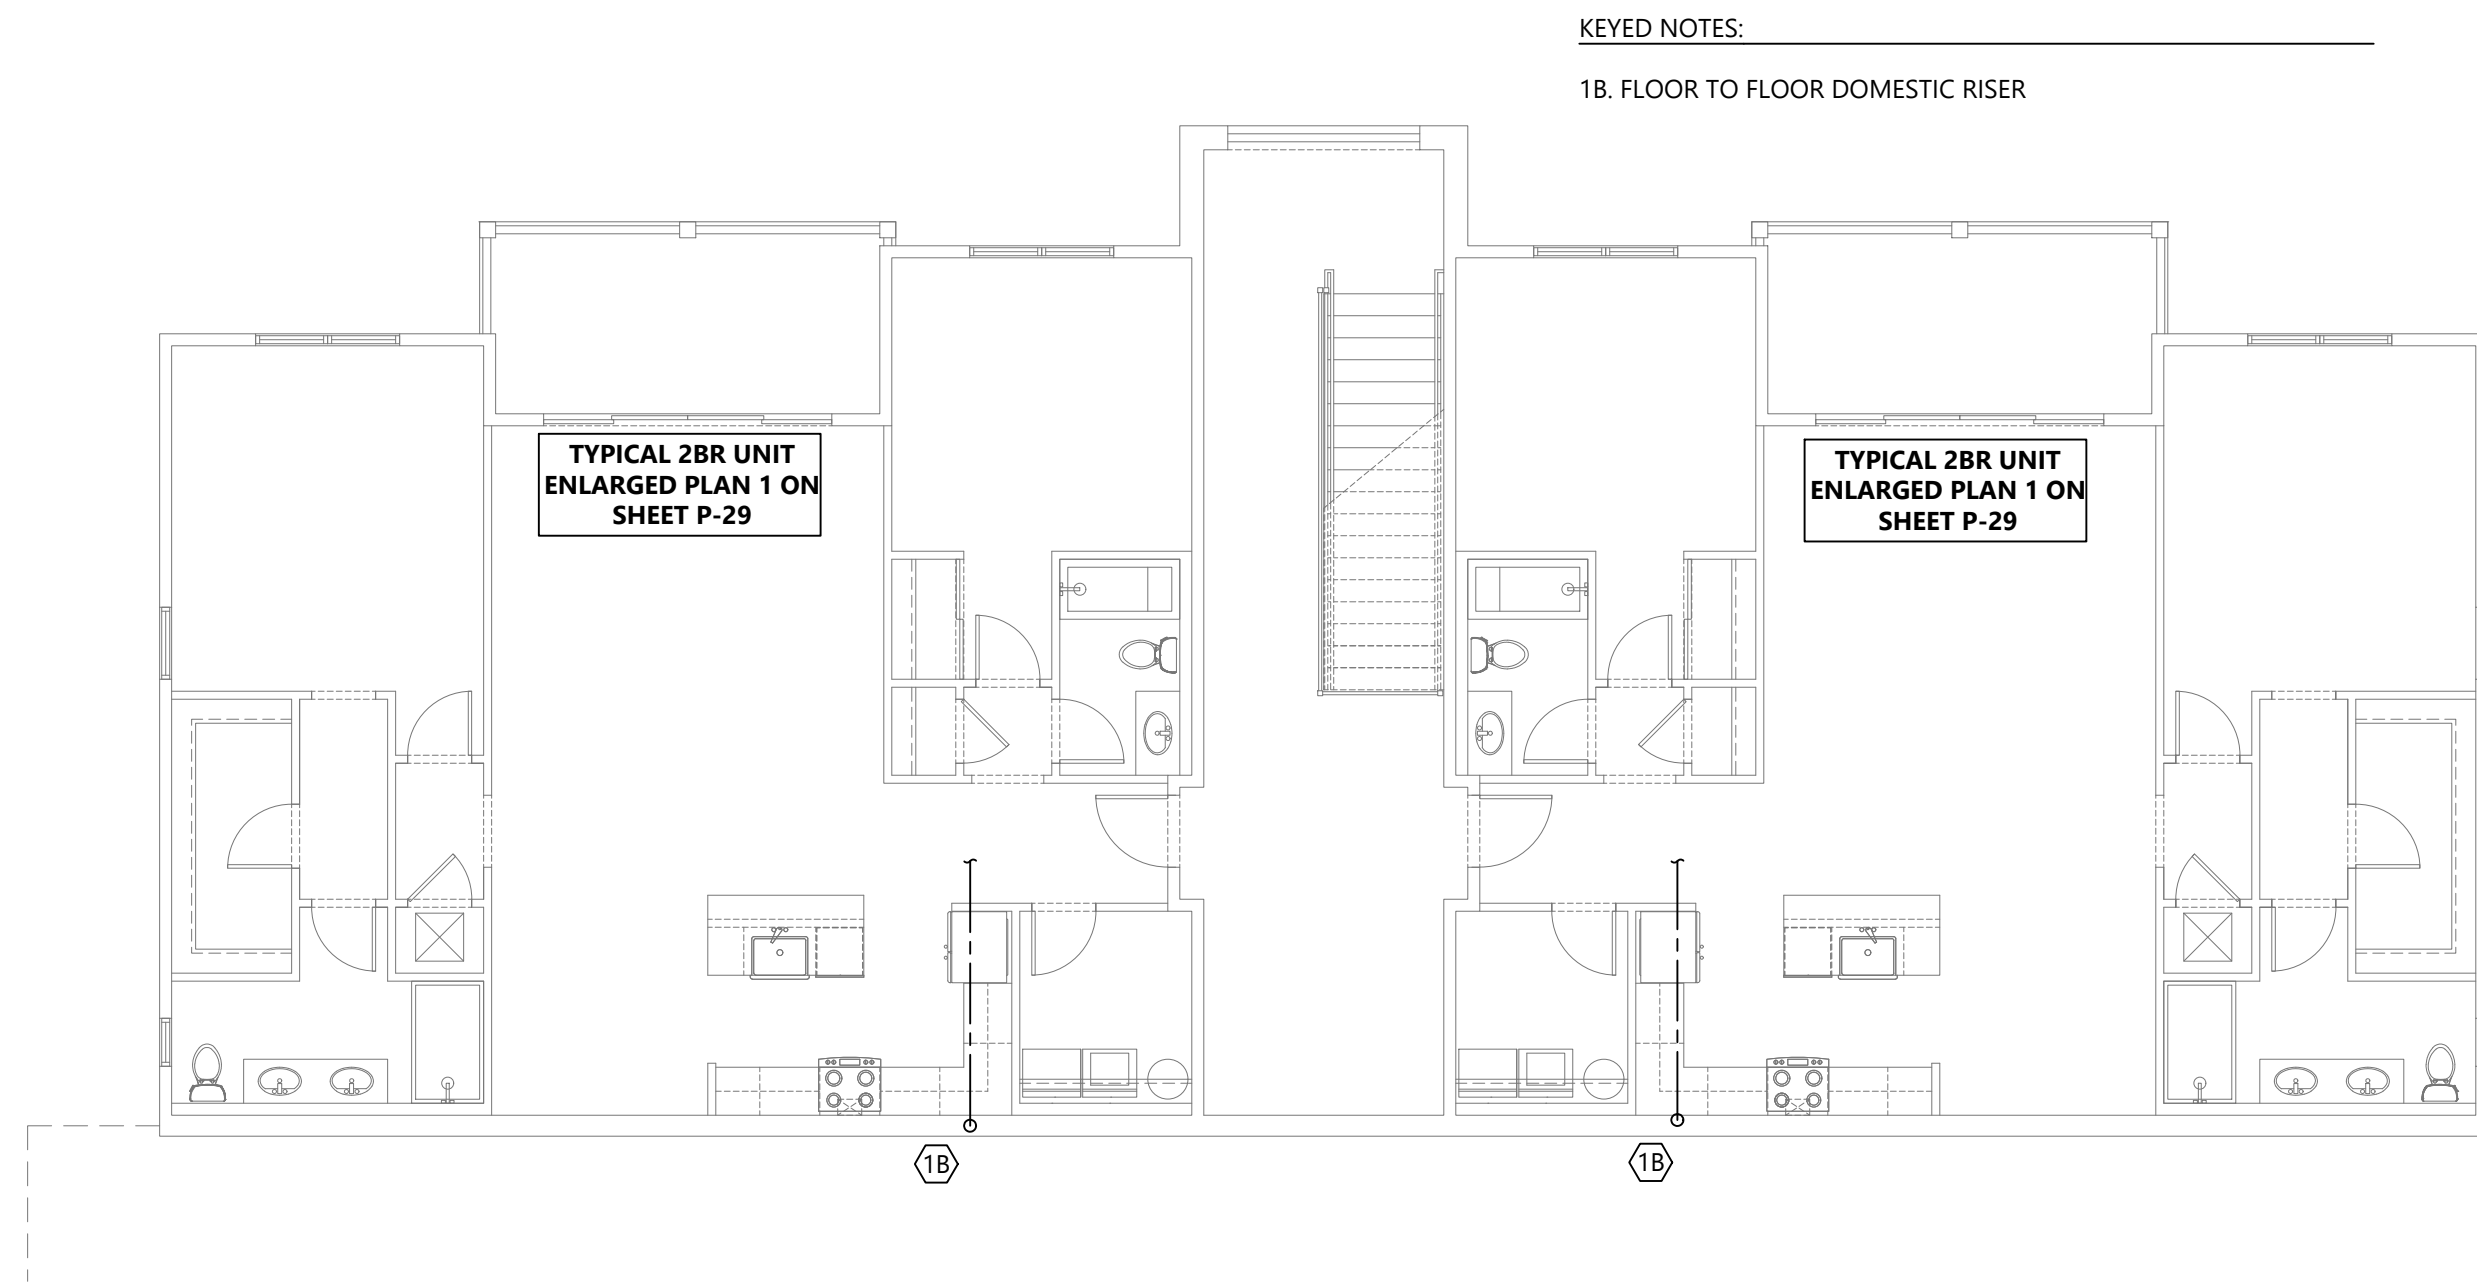 KEYED NOTES:
1B. FLOOR TO FLOOR DOMESTIC RISER
TYPICAL 2BR UNIT
ENLARGED PLAN 1 ON
SHEET P-29
TYPICAL 2BR UNIT
ENLARGED PLAN 1 ON
SHEET P-29
1B
1B